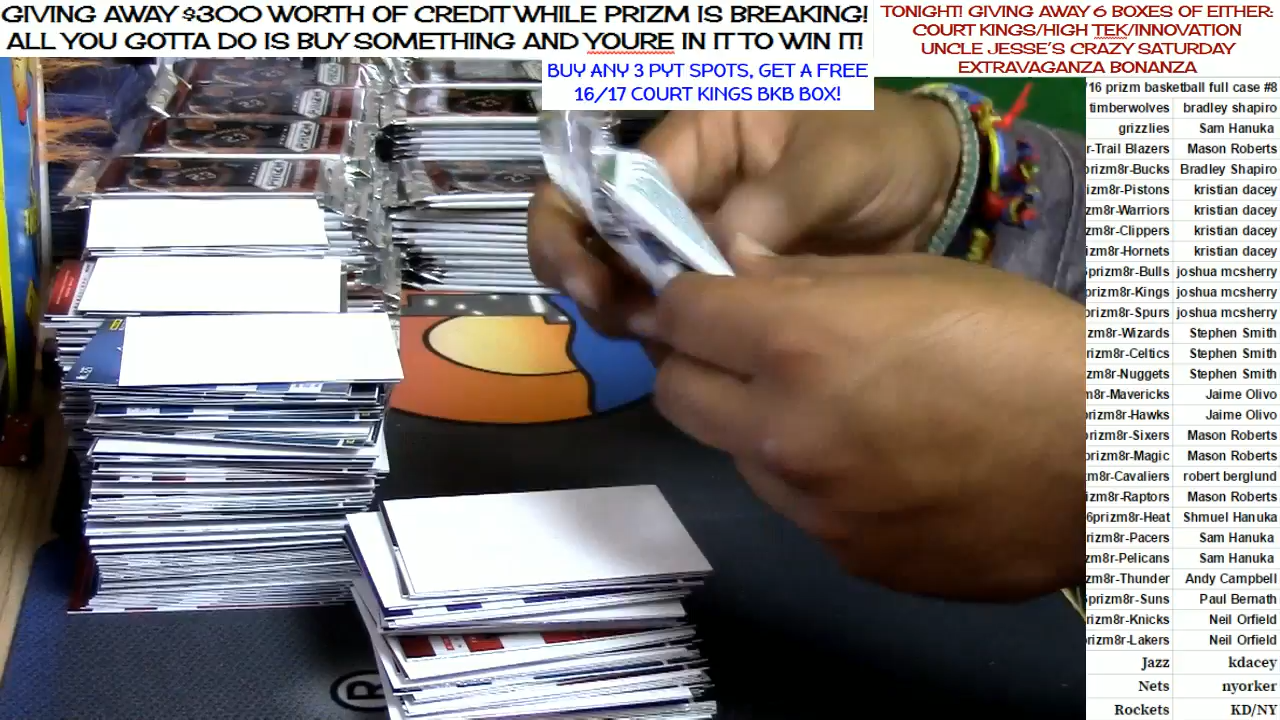 GIVING AWAY $300 WORTH OF CREDIT WHILE PRIZM IS BREAKING!
ALL YOU GOTTA DO IS BUY SOMETHING AND YOURE IN IT TO WIN IT!
TONIGHT! GIVING AWAY 6 BOXES OF EITHER:
COURT KINGS/HIGH TEK/INNOVATION
UNCLE JESSE'S CRAZY SATURDAY
EXTRAVAGANZA BONANZA
BUY ANY 3 PYT SPOTS, GET A FREE
16/17 COURT KINGS BKB BOX!
/16 prizm basketball full case #8
timberwolves bradley shapiro
grizzlies Sam Hanuka
r-Trail Blazers Mason Roberts
prizm8r-Bucks Bradley Shapiro
izm8r-Pistons kristian dacey
zm8r-Warriors kristian dacey
zm8r-Clippers kristian dacey
izm8r-Hornets kristian dacey
6prizm8r-Bulls joshua mcsherry
prizm8r-Kings joshua mcsherry
prizm8r-Spurs joshua mcsherry
zm8r-Wizards Stephen Smith
rizm8r-Celtics Stephen Smith
izm8r-Nuggets Stephen Smith
m8r-Mavericks Jaime Olivo
prizm8r-Hawks Jaime Olivo
prizm8r-Sixers Mason Roberts
prizm8r-Magic Mason Roberts
m8r-Cavaliers robert berglund
izm8r-Raptors Mason Roberts
6prizm8r-Heat Shmuel Hanuka
rizm8r-Pacers Sam Hanuka
zm8r-Pelicans Sam Hanuka
zm8r-Thunder Andy Campbell
6prizm8r-Suns Paul Bernath
rizm8r-Knicks Neil Orfield
rizm8r-Lakers Neil Orfield
Jazz kdacey
Nets nyorker
Rockets KD/NY
PRIZM
PRIZM
®